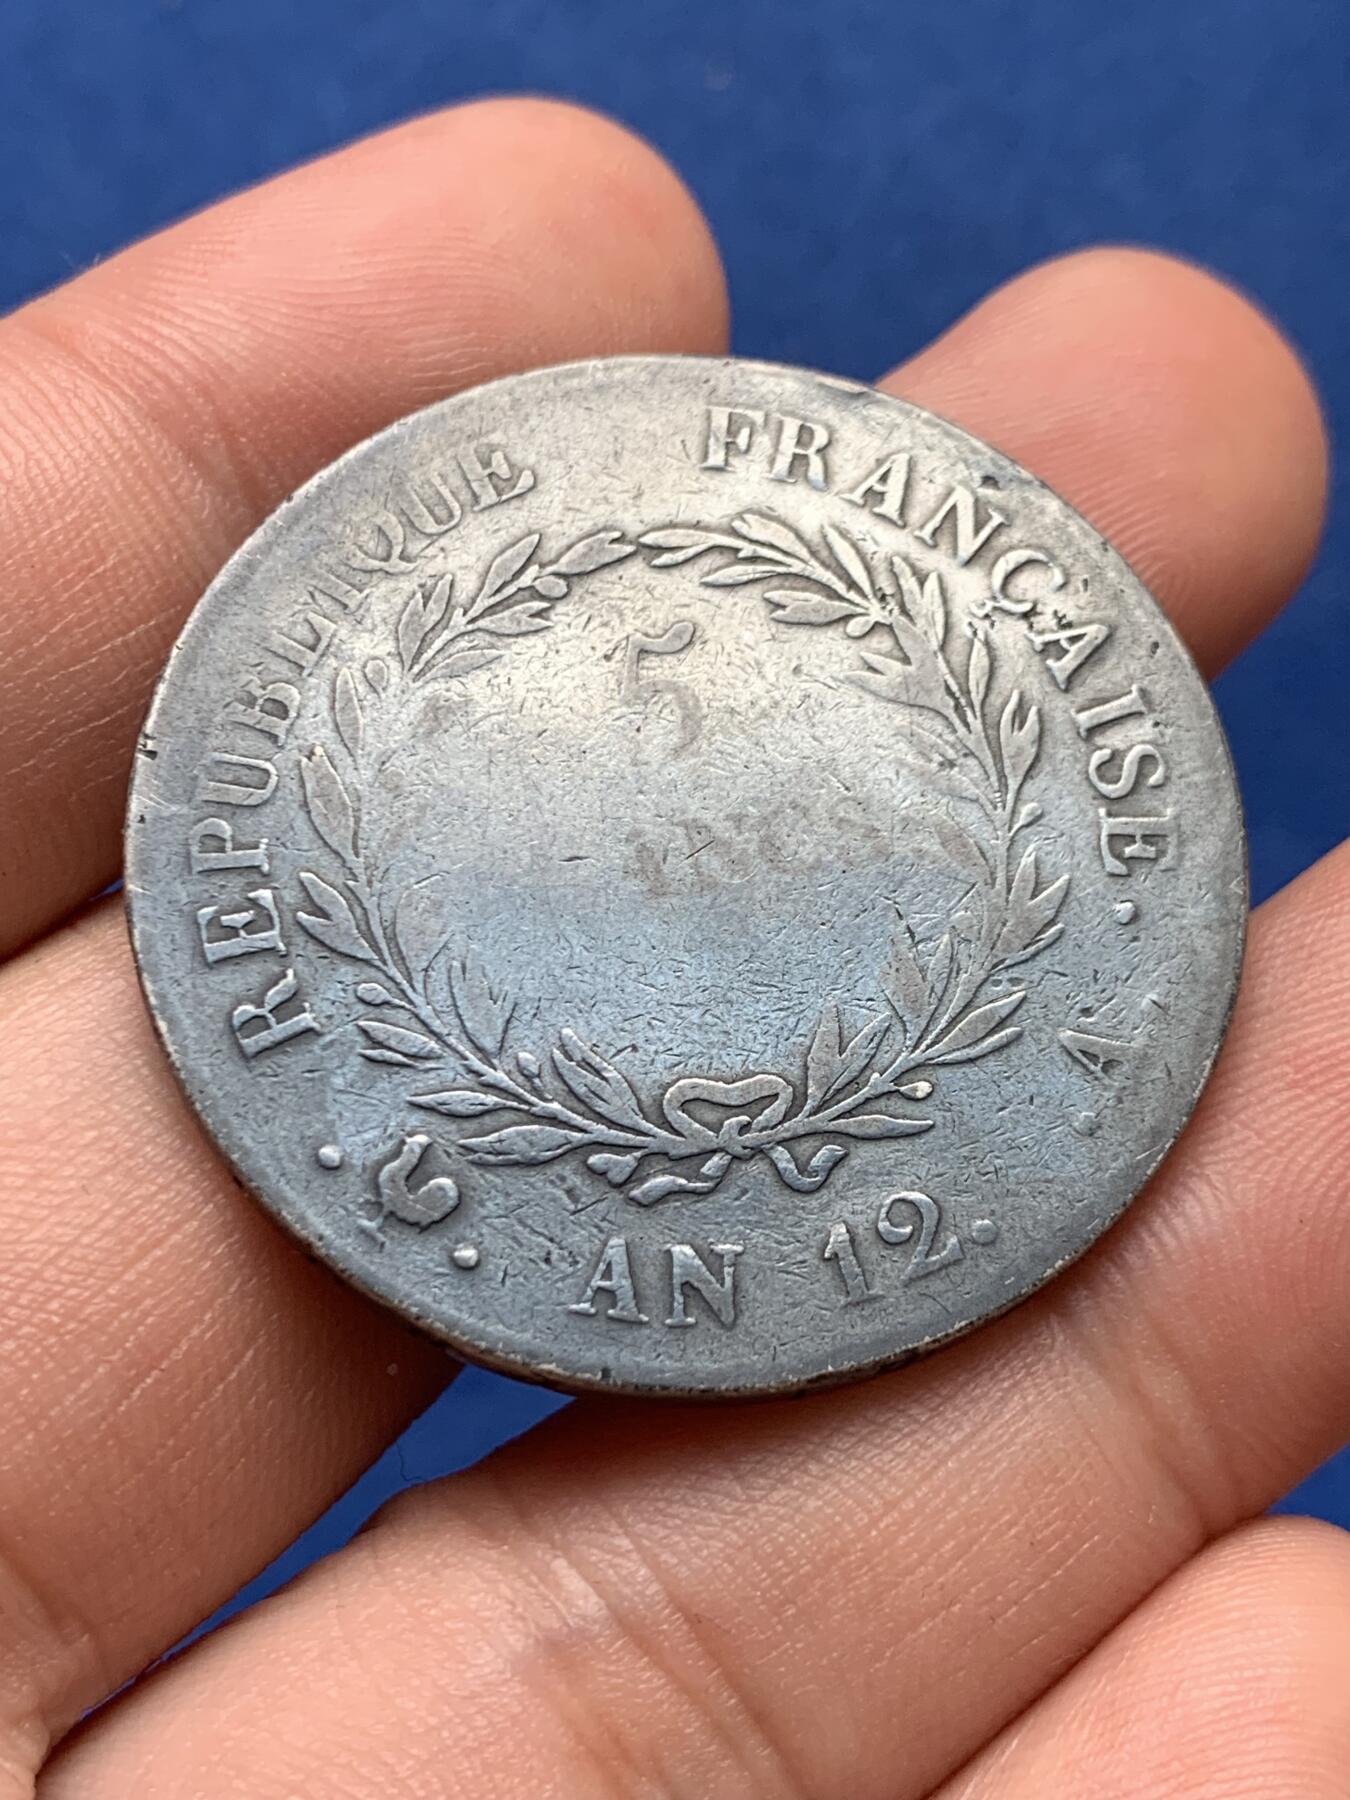 REPUBLIQUE FRANÇAISE.
5
A.
. AN 12.